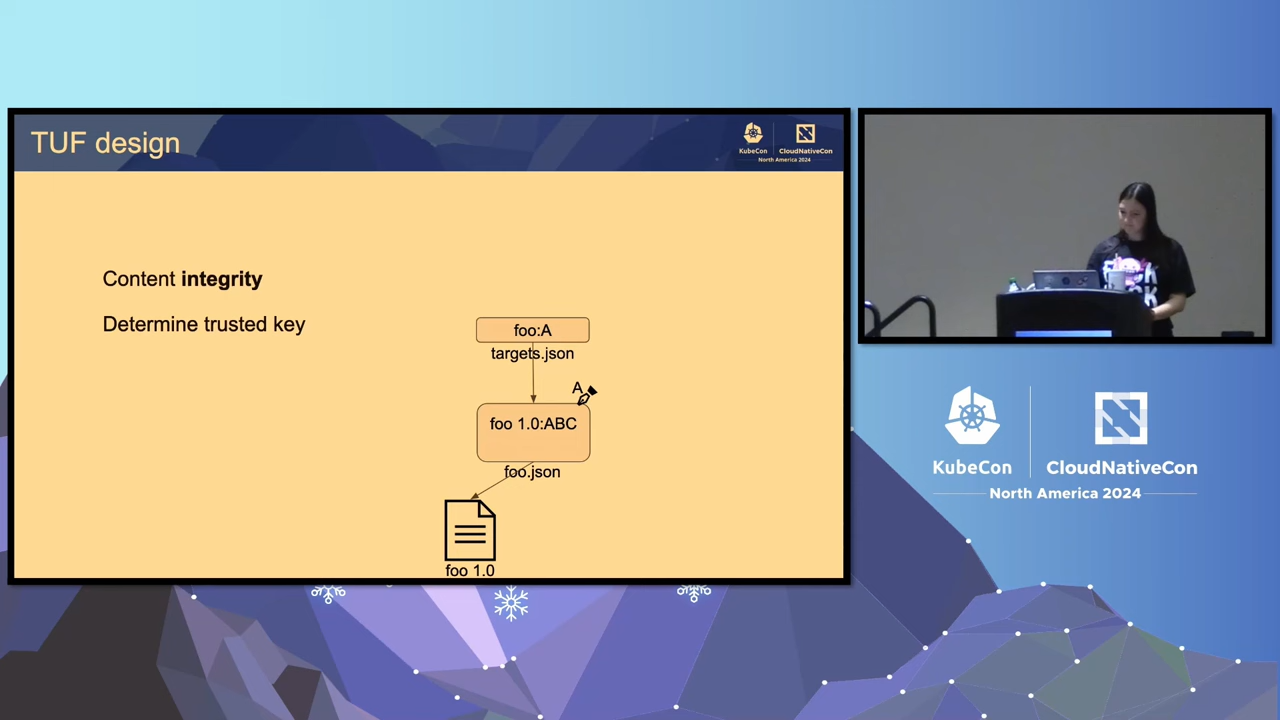 TUF design
KubeCon
CloudNativeCon
North America 2024
Content integrity
Determine trusted key
foo:A
targets.json
A
foo 1.0:ABC
foo.json
foo 1.0
KubeCon
CloudNativeCon
North America 2024